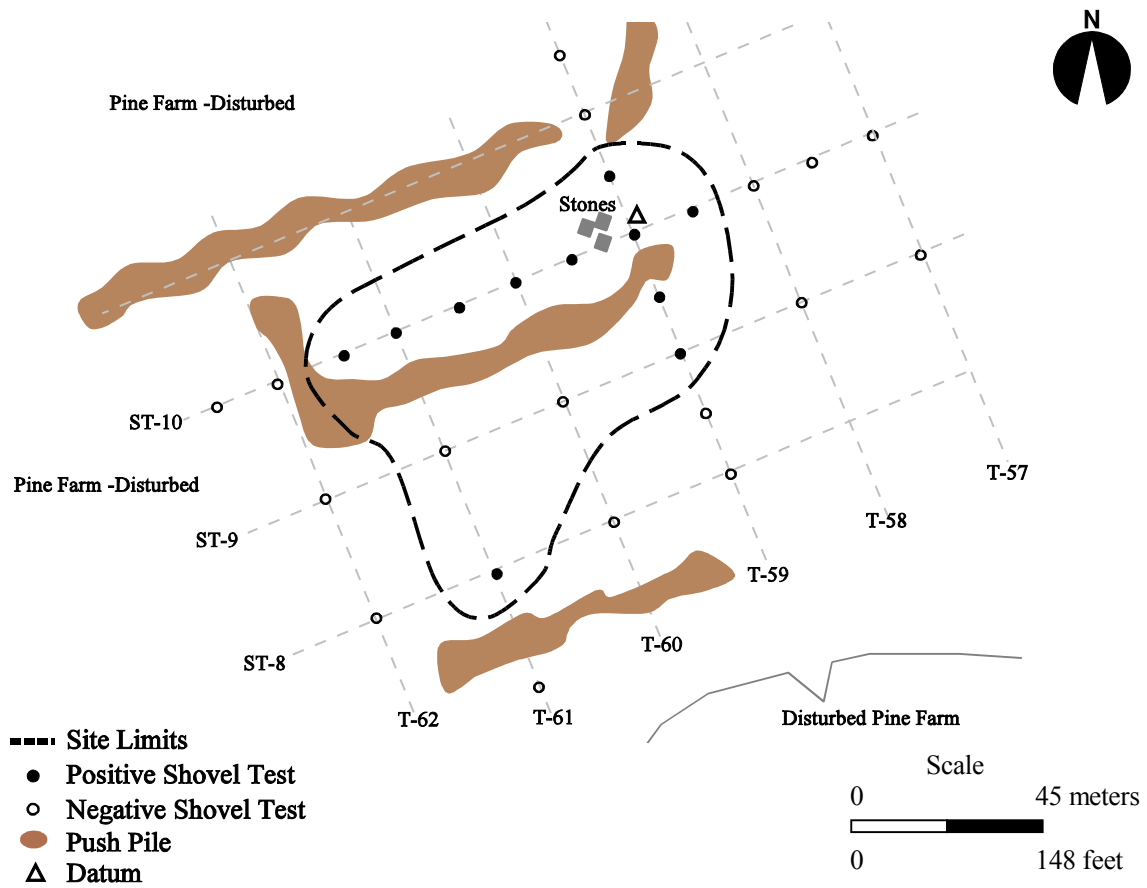 N
Pine Farm -Disturbed
Stones
ST-10
T-57
Pine Farm -Disturbed
T-58
ST-9
T-59
T-60
ST-8
T-62
T-61
Disturbed Pine Farm
Site Limits
Positive Shovel Test
Negative Shovel Test
Push Pile
Datum
Scale
0 45 meters
0 148 feet